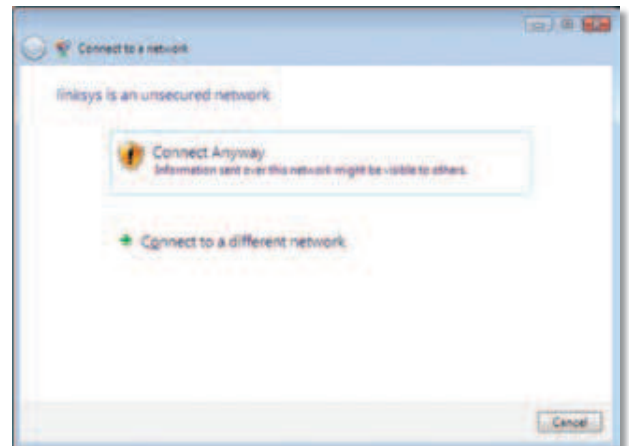 Connect to a network
linksys is an unsecured network
Connect Anyway
Information sent over this network might be visible to others.
Connect to a different network
Cancel